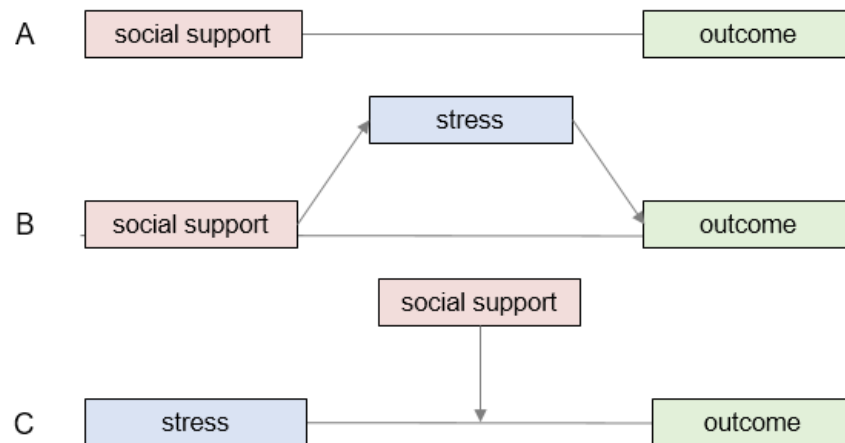 A social support outcome
stress
B social support outcome
social support
C stress outcome